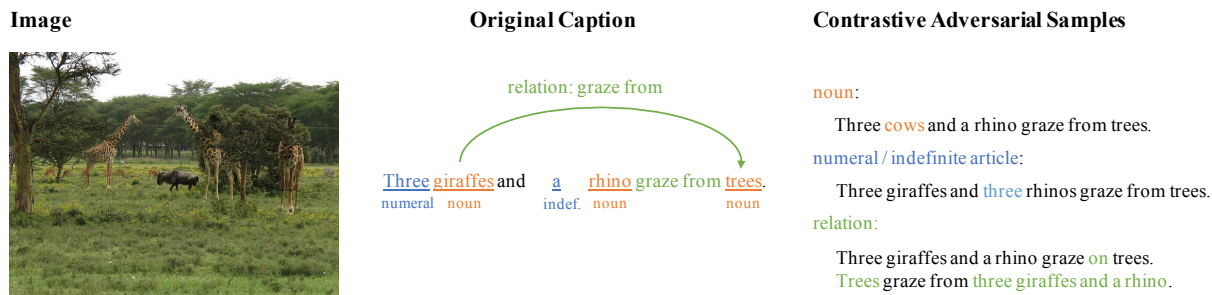 Image
Original Caption
Contrastive Adversarial Samples
relation: graze from
Three giraffes and a rhino graze from trees.
numeral noun indef. noun noun
noun:
Three cows and a rhino graze from trees.
numeral / indefinite article:
Three giraffes and three rhinos graze from trees.
relation:
Three giraffes and a rhino graze on trees.
Trees graze from three giraffes and a rhino.